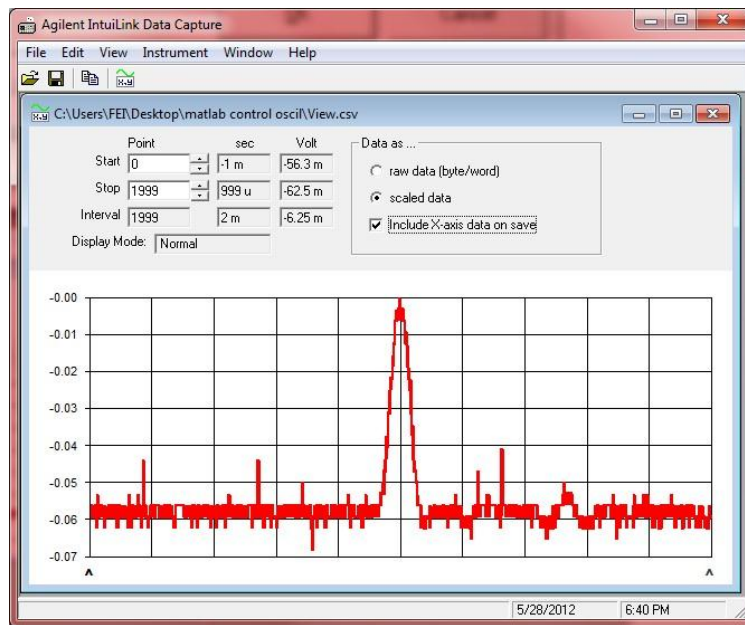 Cancel
Agilent IntuiLink Data Capture
File Edit View Instrument Window Help
X,Y
X,Y C:\Users\FEI\Desktop\matlab control oscil\View.csv
Point sec Volt Data as ...
Start 0 -1 m -56.3 m raw data (byte/word)
Stop 1999 999 u -62.5 m scaled data
Interval 1999 2 m -6.25 m Include X-axis data on save
Display Mode: Normal
-0.00
-0.01
-0.02
-0.03
-0.04
-0.05
-0.06
-0.07
^ ^
5/28/2012 6:40 PM